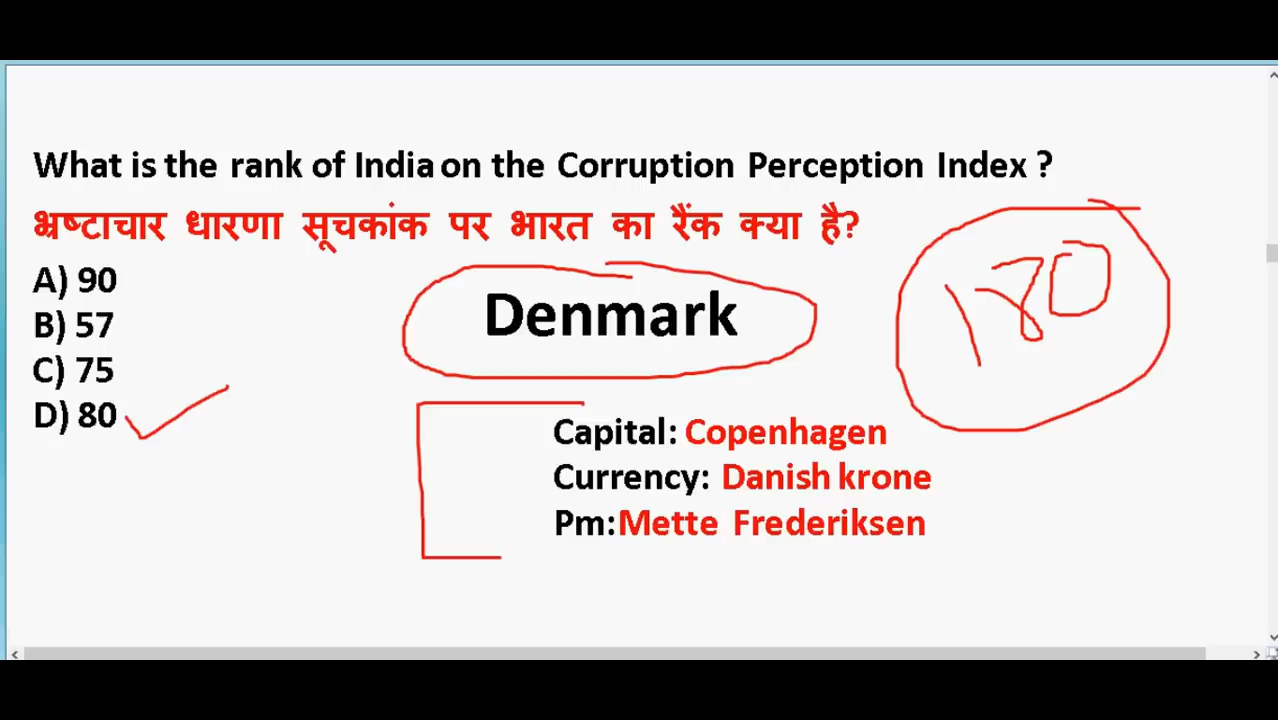 What is the rank of India on the Corruption Perception Index ?
भ्रष्टाचार धारणा सूचकांक पर भारत का रैंक क्या है?
A) 90
B) 57
C) 75
D) 80
Denmark
180
Capital: Copenhagen
Currency: Danish krone
Pm:Mette Frederiksen